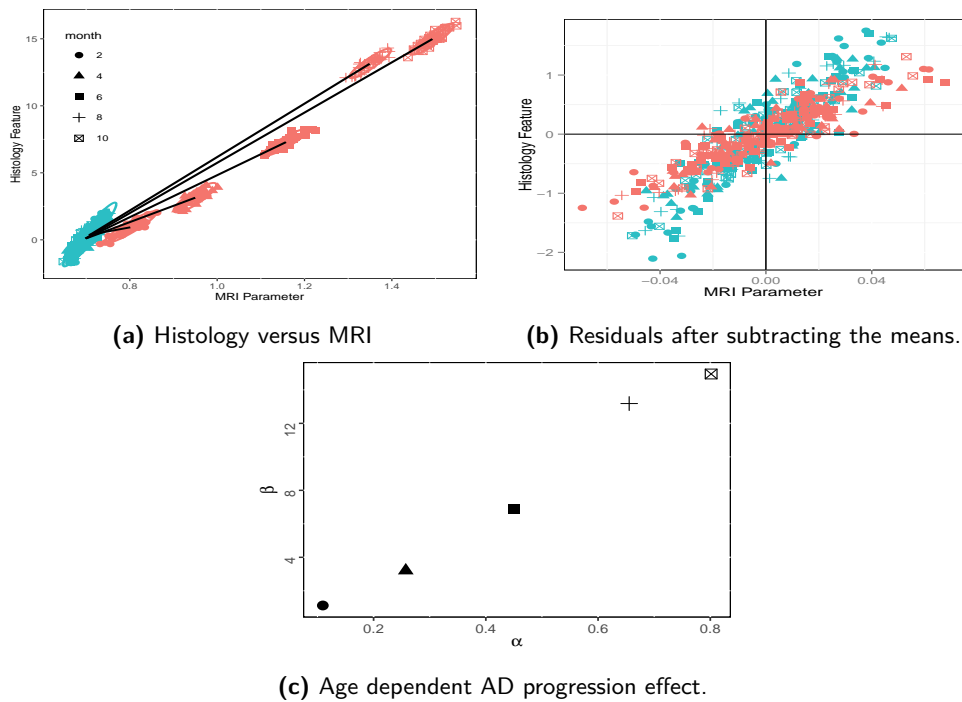 15
10
5
0
Histology Feature
month
2
4
6
8
10
0.8
1.0
1.2
1.4
MRI Parameter
(a) Histology versus MRI
1
0
−1
−2
Histology Feature
−0.04
0.00
0.04
MRI Parameter
(b) Residuals after subtracting the means.
12
8
4
β
0.2
0.4
0.6
0.8
α
(c) Age dependent AD progression effect.